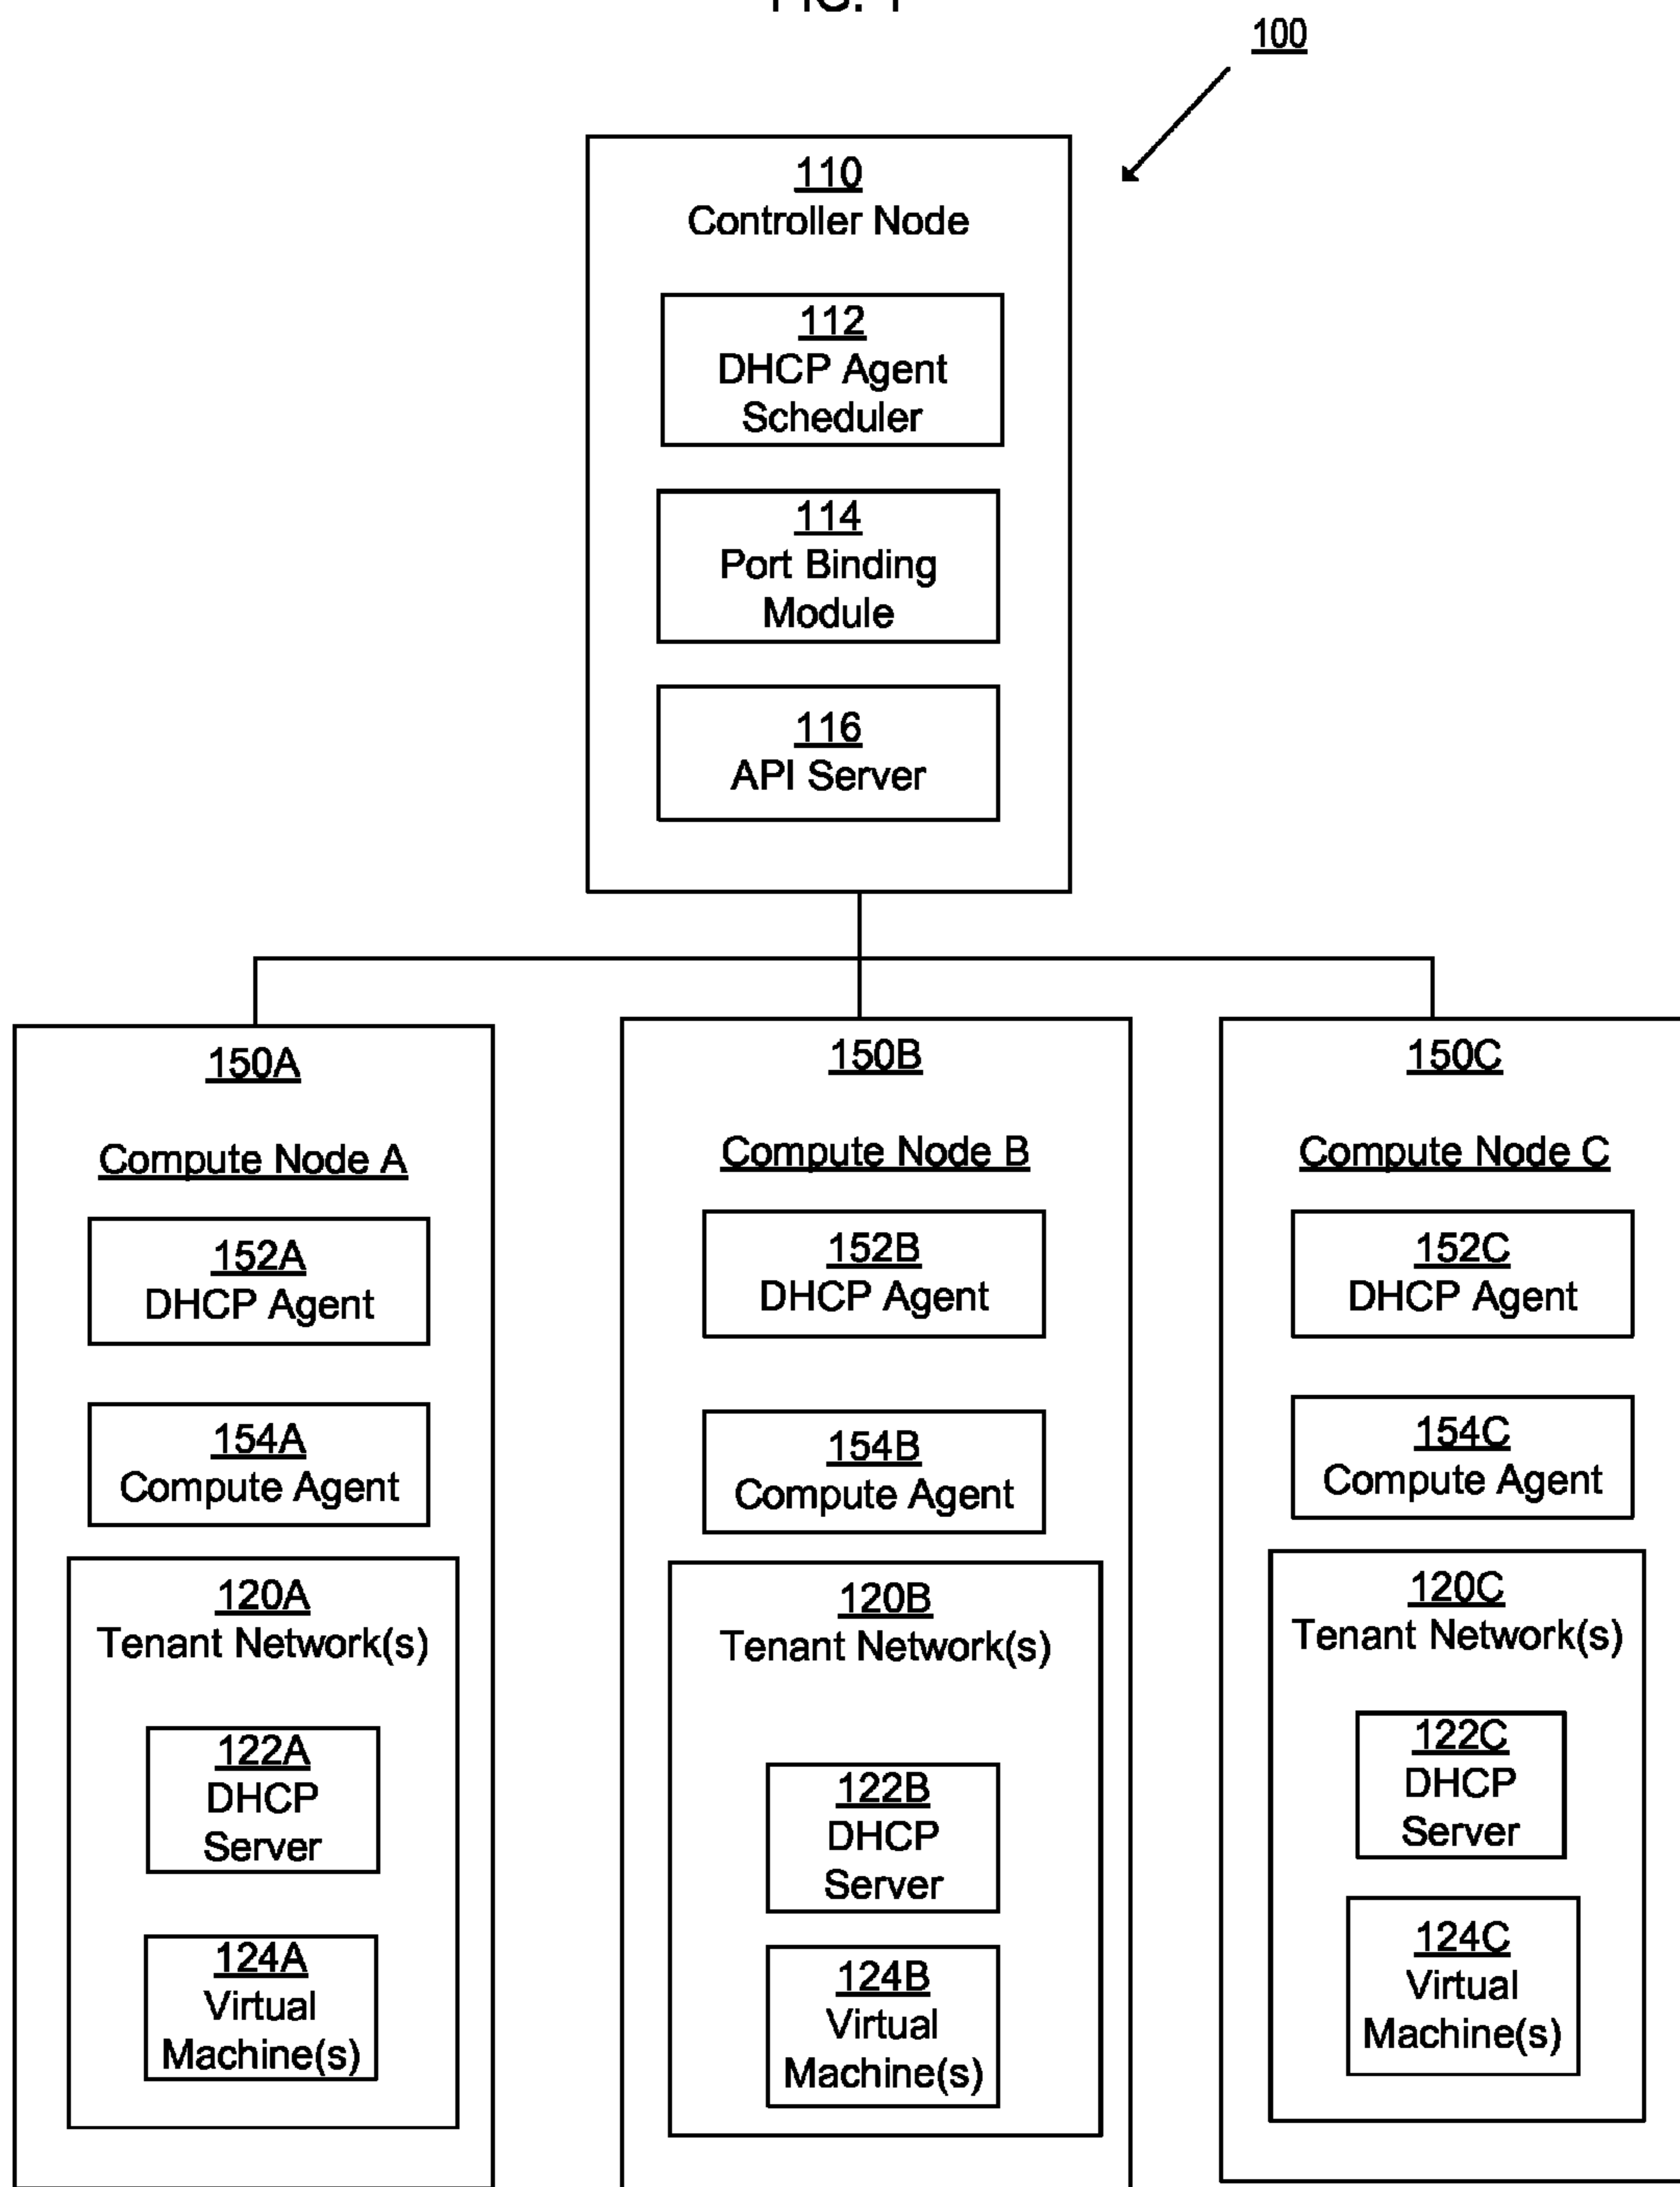 FIG. 1
100
110
Controller Node
112
DHCP Agent
Scheduler
114
Port Binding
Module
116
API Server
150A
Compute Node A
152A
DHCP Agent
154A
Compute Agent
120A
Tenant Network(s)
122A
DHCP
Server
124A
Virtual
Machine(s)
150B
Compute Node B
152B
DHCP Agent
154B
Compute Agent
120B
Tenant Network(s)
122B
DHCP
Server
124B
Virtual
Machine(s)
150C
Compute Node C
152C
DHCP Agent
154C
Compute Agent
120C
Tenant Network(s)
122C
DHCP
Server
124C
Virtual
Machine(s)